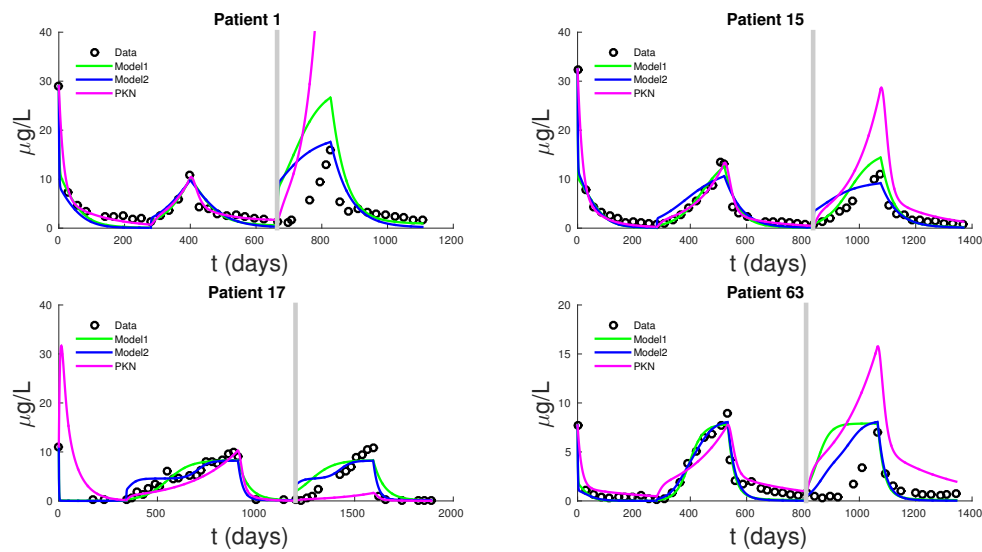 Patient 1
40
30
20
10
0
μg/L
Data
Model1
Model2
PKN
0 200 400 600 800 1000 1200
t (days)
Patient 15
40
30
20
10
0
μg/L
Data
Model1
Model2
PKN
0 200 400 600 800 1000 1200 1400
t (days)
Patient 17
40
30
20
10
0
μg/L
Data
Model1
Model2
PKN
0 500 1000 1500 2000
t (days)
Patient 63
20
15
10
5
0
μg/L
Data
Model1
Model2
PKN
0 200 400 600 800 1000 1200 1400
t (days)